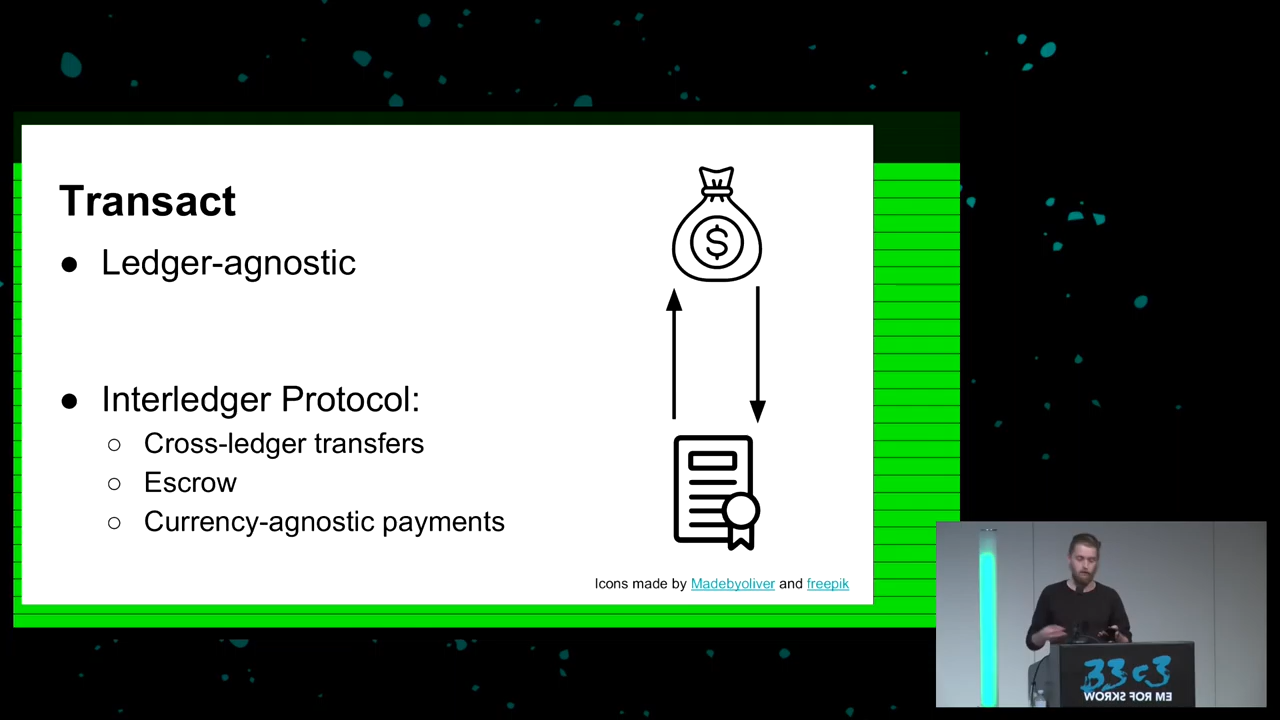 Transact
● Ledger-agnostic
● Interledger Protocol:
○ Cross-ledger transfers
○ Escrow
○ Currency-agnostic payments
$
Icons made by Madebyoliver and freepik
33c3
WORKS FOR ME